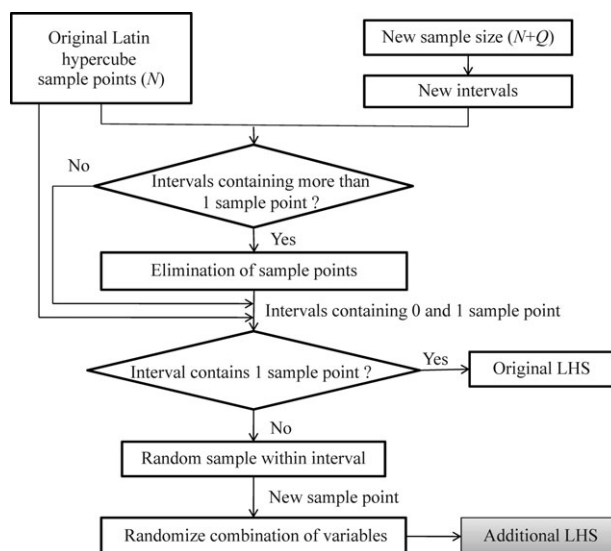 Original Latin
hypercube
sample points (N)
New sample size (N+Q)
New intervals
No
Intervals containing more than
1 sample point ?
Yes
Elimination of sample points
Intervals containing 0 and 1 sample point
Interval contains 1 sample point ?
Yes
Original LHS
No
Random sample within interval
New sample point
Randomize combination of variables
Additional LHS